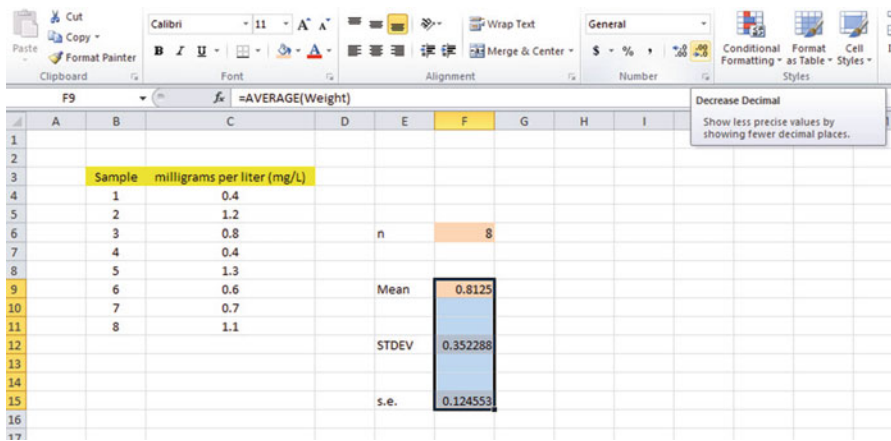 Cut
Copy
Paste
Format Painter
Clipboard
Calibri 11 A A
B I U A
Font
Wrap Text
Merge & Center
Alignment
General
$ % , .00 .0
Number
Conditional Formatting
Format as Table
Cell Styles
Styles
F9 fx =AVERAGE(Weight)
Decrease Decimal
Show less precise values by
showing fewer decimal places.
A B C D E F G H I
1
2
3 Sample milligrams per liter (mg/L)
4 1 0.4
5 2 1.2
6 3 0.8 n 8
7 4 0.4
8 5 1.3
9 6 0.6 Mean 0.8125
10 7 0.7
11 8 1.1
12 STDEV 0.352288
13
14
15 s.e. 0.124553
16
17